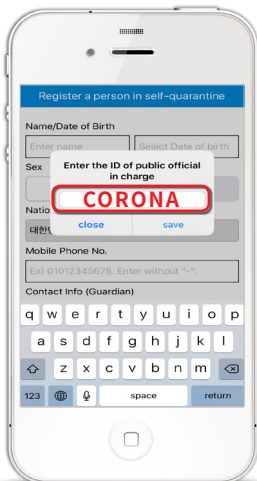 Register a person in self-quarantine
Name/Date of Birth
Enter name
Select Date of birth
Sex
Enter the ID of public official
in charge
CORONA
close
save
Natio
대한
Mobile Phone No.
Ex) 01012345678. Enter without "-".
Contact Info (Guardian)
q w e r t y u i o p
a s d f g h j k l
z x c v b n m
123
space
return